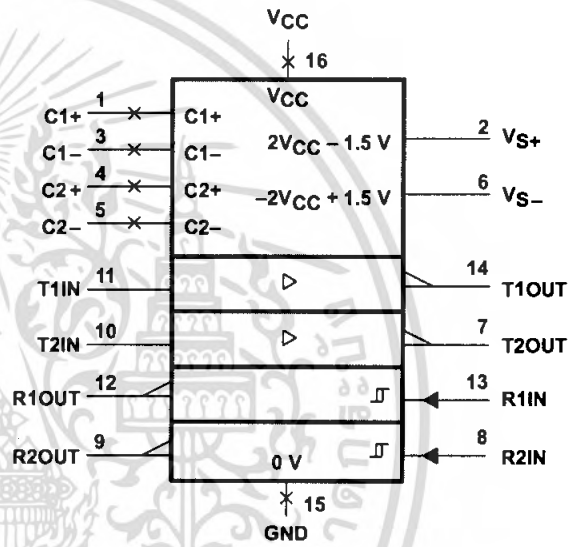 VCC
16
VCC
1
C1+ C1+
3
C1– C1–
4
C2+ C2+
5
C2– C2–
2VCC – 1.5 V
2 VS+
–2VCC + 1.5 V
6 VS–
11
T1IN
14
T1OUT
10
T2IN
7
T2OUT
12
R1OUT
13
R1IN
9
R2OUT
8
R2IN
0 V
15
GND